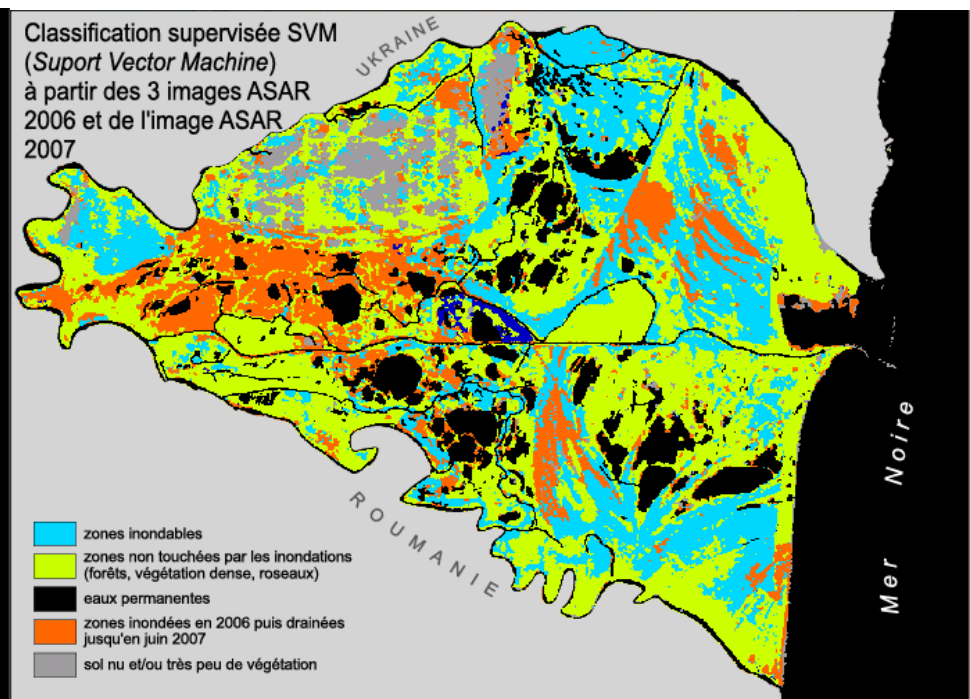 Classification supervisée SVM
(Suport Vector Machine)
à partir des 3 images ASAR
2006 et de l'image ASAR
2007
UKRAINE
ROUMANIE
Mer Noire
zones inondables
zones non touchées par les inondations
(forêts, végétation dense, roseaux)
eaux permanentes
zones inondées en 2006 puis drainées
jusqu'en juin 2007
sol nu et/ou très peu de végétation